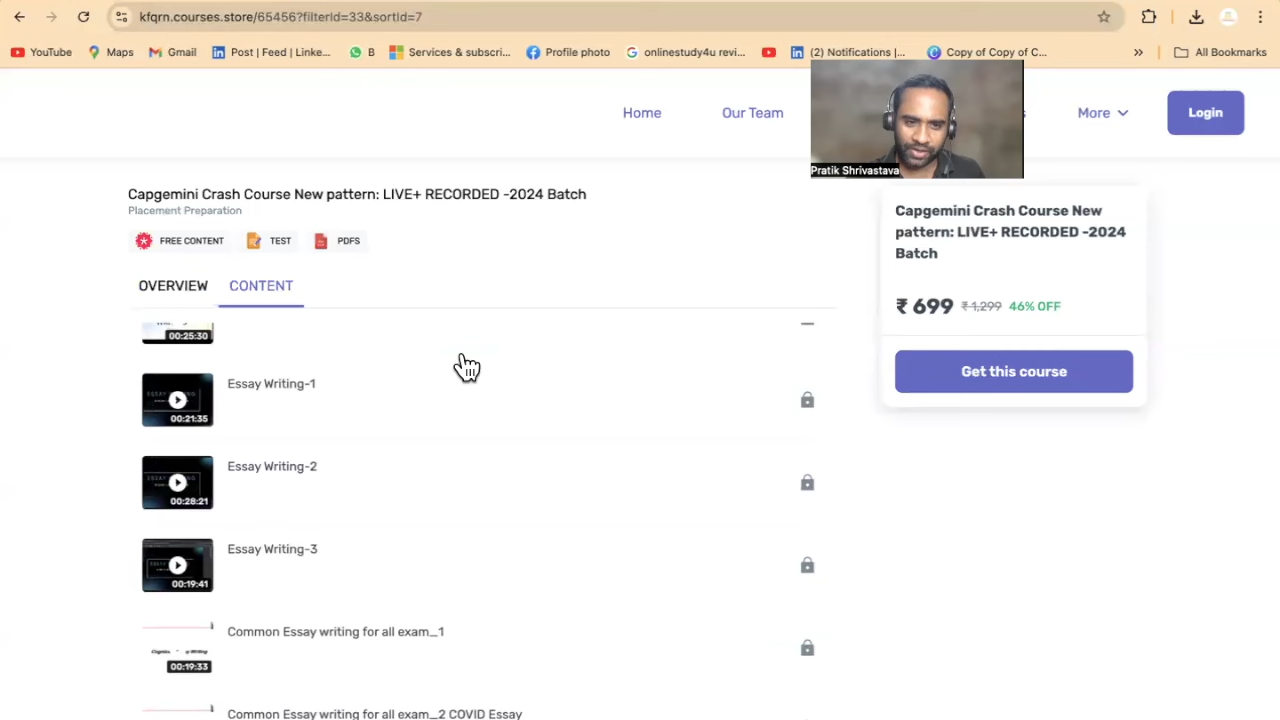 kfqrn.courses.store/65456?filterId=33&sortId=7
YouTube
Maps
Gmail
Post | Feed | Linke...
B
Services & subscri...
Profile photo
onlinestudy4u revi...
(2) Notifications |...
Copy of Copy of C...
»
All Bookmarks
Home
Our Team
More
Login
Pratik Shrivastava
Capgemini Crash Course New pattern: LIVE+ RECORDED -2024 Batch
Placement Preparation
FREE CONTENT
TEST
PDFS
OVERVIEW
CONTENT
00:25:30
Essay Writing-1
00:21:35
Essay Writing-2
00:28:21
Essay Writing-3
00:19:41
Common Essay writing for all exam_1
00:19:33
Common Essay writing for all exam_2 COVID Essay
Capgemini Crash Course New
pattern: LIVE+ RECORDED -2024
Batch
₹ 699 ₹ 1,299 46% OFF
Get this course